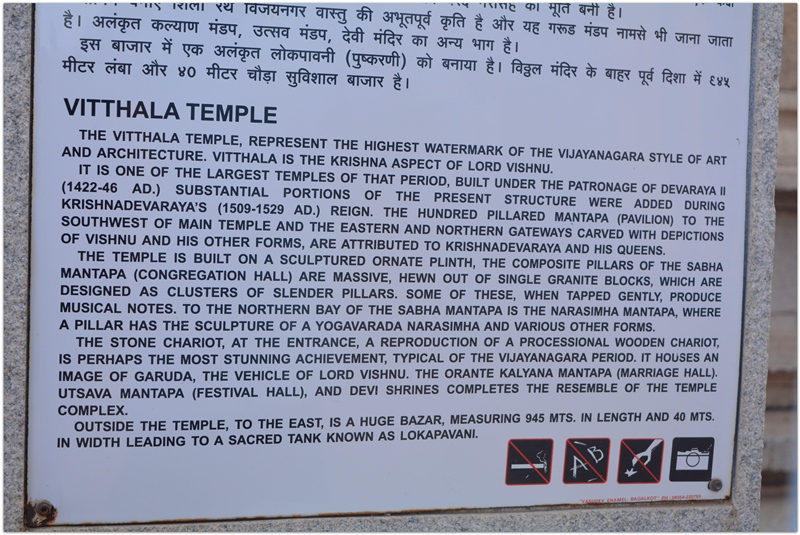 बनाए शिला रथ विजयनगर वास्तु की अभूतपूर्व कृति है और यह गरूड मंडप नामसे भी जाना जाता
है। अलंकृत कल्याण मंडप, उत्सव मंडप, देवी मंदिर का अन्य भाग है।
इस बाजार में एक अलंकृत लोकपावनी (पुष्करणी) को बनाया है। विठ्ठल मंदिर के बाहर पूर्व दिशा में ९४५
मीटर लंबा और ४० मीटर चौड़ा सुविशाल बाजार है।
VITTHALA TEMPLE
THE VITTHALA TEMPLE, REPRESENT THE HIGHEST WATERMARK OF THE VIJAYANAGARA STYLE OF ART
AND ARCHITECTURE. VITTHALA IS THE KRISHNA ASPECT OF LORD VISHNU.
IT IS ONE OF THE LARGEST TEMPLES OF THAT PERIOD, BUILT UNDER THE PATRONAGE OF DEVARAYA II
(1422-46 AD.) SUBSTANTIAL PORTIONS OF THE PRESENT STRUCTURE WERE ADDED DURING
KRISHNADEVARAYA'S (1509-1529 AD.) REIGN. THE HUNDRED PILLARED MANTAPA (PAVILION) TO THE
SOUTHWEST OF MAIN TEMPLE AND THE EASTERN AND NORTHERN GATEWAYS CARVED WITH DEPICTIONS
OF VISHNU AND HIS OTHER FORMS, ARE ATTRIBUTED TO KRISHNADEVARAYA AND HIS QUEENS.
THE TEMPLE IS BUILT ON A SCULPTURED ORNATE PLINTH, THE COMPOSITE PILLARS OF THE SABHA
MANTAPA (CONGREGATION HALL) ARE MASSIVE, HEWN OUT OF SINGLE GRANITE BLOCKS, WHICH ARE
DESIGNED AS CLUSTERS OF SLENDER PILLARS. SOME OF THESE, WHEN TAPPED GENTLY, PRODUCE
MUSICAL NOTES. TO THE NORTHERN BAY OF THE SABHA MANTAPA IS THE NARASIMHA MANTAPA, WHERE
A PILLAR HAS THE SCULPTURE OF A YOGAVARADA NARASIMHA AND VARIOUS OTHER FORMS.
THE STONE CHARIOT, AT THE ENTRANCE, A REPRODUCTION OF A PROCESSIONAL WOODEN CHARIOT,
IS PERHAPS THE MOST STUNNING ACHIEVEMENT, TYPICAL OF THE VIJAYANAGARA PERIOD. IT HOUSES AN
IMAGE OF GARUDA, THE VEHICLE OF LORD VISHNU. THE ORANTE KALYANA MANTAPA (MARRIAGE HALL).
UTSAVA MANTAPA (FESTIVAL HALL), AND DEVI SHRINES COMPLETES THE RESEMBLE OF THE TEMPLE
COMPLEX.
OUTSIDE THE TEMPLE, TO THE EAST, IS A HUGE BAZAR, MEASURING 945 MTS. IN LENGTH AND 40 MTS.
IN WIDTH LEADING TO A SACRED TANK KNOWN AS LOKAPAVANI.
AB